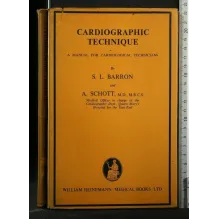 CARDIOGRAPHIC
TECHNIQUE
A MANUAL FOR CARDIOLOGICAL TECHNICIANS
BY
S. L. BARRON
AND
A. SCHOTT, M.D., M.R.C.P.
WILLIAM HEINEMANN · MEDICAL BOOKS · LTD